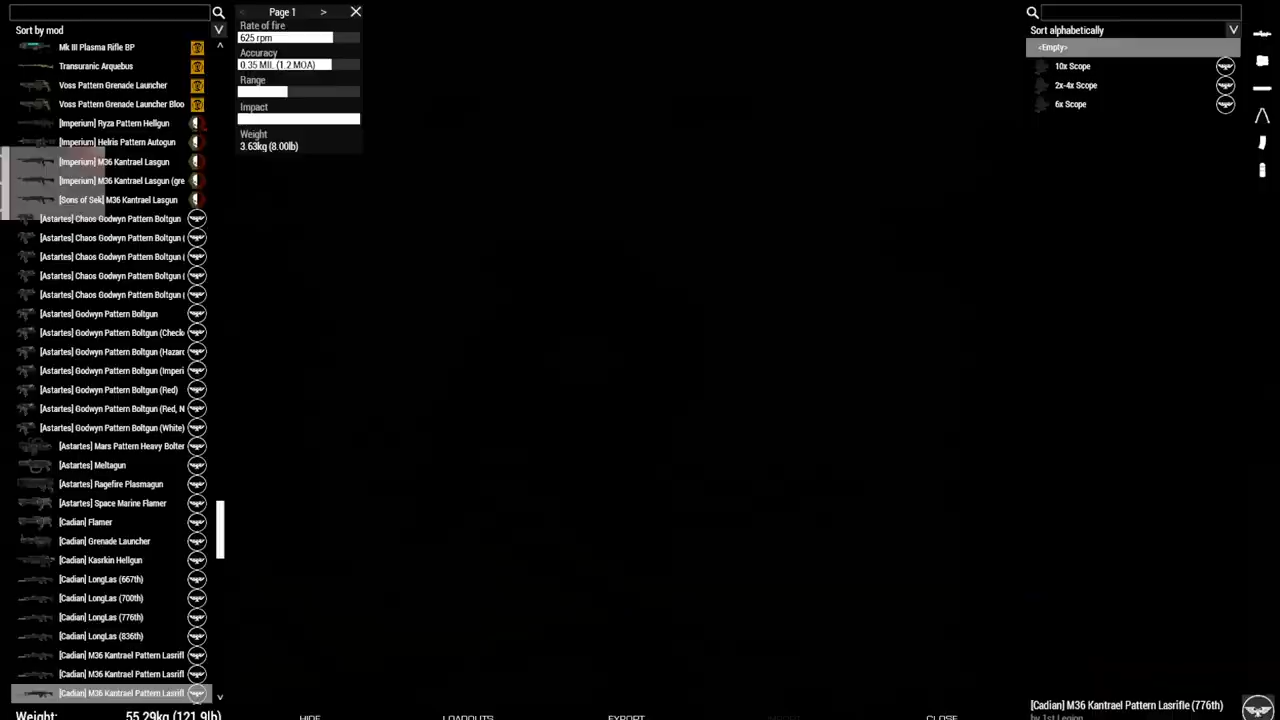 Sort by mod
Mk III Plasma Rifle BP
Transuranic Arquebus
Voss Pattern Grenade Launcher
Voss Pattern Grenade Launcher Bloo
[Imperium] Ryza Pattern Hellgun
[Imperium] Helris Pattern Autogun
[Imperium] M36 Kantrael Lasgun
[Imperium] M36 Kantrael Lasgun (gre
[Sons of Sek] M36 Kantrael Lasgun
[Astartes] Chaos Godwyn Pattern Boltgun
[Astartes] Chaos Godwyn Pattern Boltgun (
[Astartes] Chaos Godwyn Pattern Boltgun (
[Astartes] Chaos Godwyn Pattern Boltgun (
[Astartes] Chaos Godwyn Pattern Boltgun (
[Astartes] Godwyn Pattern Boltgun
[Astartes] Godwyn Pattern Boltgun (Check
[Astartes] Godwyn Pattern Boltgun (Hazar
[Astartes] Godwyn Pattern Boltgun (Imperi
[Astartes] Godwyn Pattern Boltgun (Red)
[Astartes] Godwyn Pattern Boltgun (Red, N
[Astartes] Godwyn Pattern Boltgun (White)
[Astartes] Mars Pattern Heavy Bolter
[Astartes] Meltagun
[Astartes] Ragefire Plasmagun
[Astartes] Space Marine Flamer
[Cadian] Flamer
[Cadian] Grenade Launcher
[Cadian] Kasrkin Hellgun
[Cadian] LongLas (667th)
[Cadian] LongLas (700th)
[Cadian] LongLas (776th)
[Cadian] LongLas (836th)
[Cadian] M36 Kantrael Pattern Lasrifl
[Cadian] M36 Kantrael Pattern Lasrifl
[Cadian] M36 Kantrael Pattern Lasrifl
Weight: 55.29kg (121.9lb)
< Page 1 >
Rate of fire
625 rpm
Accuracy
0.35 MIL (1.2 MOA)
Range
Impact
Weight
3.63kg (8.00lb)
Sort alphabetically
<Empty>
10x Scope
2x-4x Scope
6x Scope
HIDE
LOADOUTS
EXPORT
CLOSE
[Cadian] M36 Kantrael Pattern Lasrifle (776th)
by 1st Legion